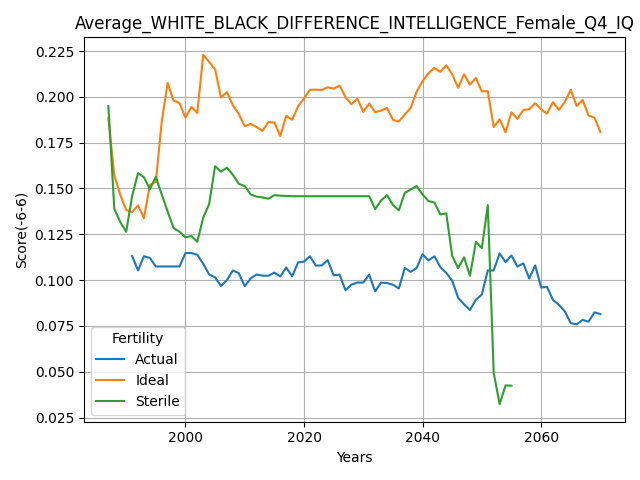 Average_WHITE_BLACK_DIFFERENCE_INTELLIGENCE_Female_Q4_IQ
Score(-6-6)
0.225
0.200
0.175
0.150
0.125
0.100
0.075
0.050
0.025
Fertility
Actual
Ideal
Sterile
2000 2020 2040 2060
Years